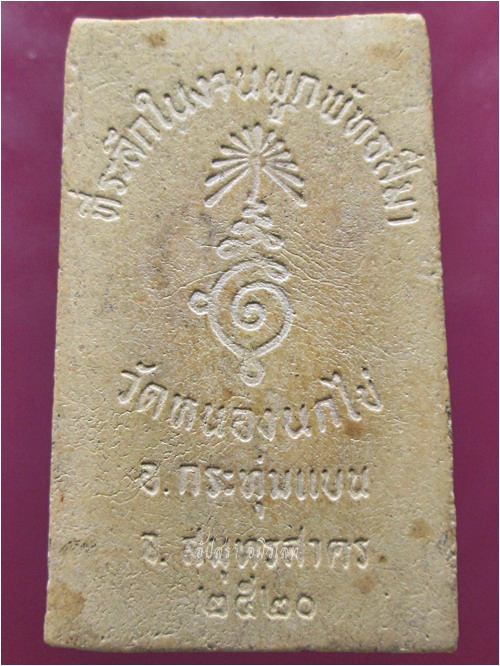 ที่ระลึกในงานผูกพัทธสีมา
วัดหนองนกไข่
อ.กระทุ่มแบน
จ. สมุทรสาคร
๒๕๒๐